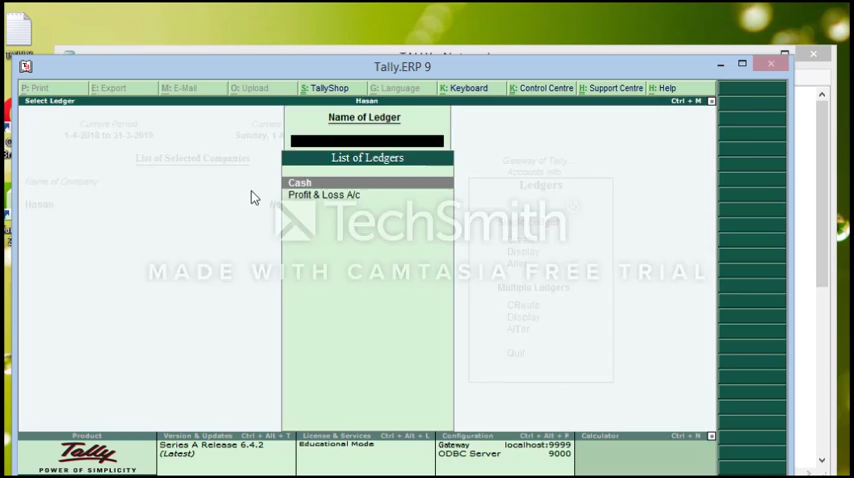 Tally.ERP 9
P: Print
E: Export
M: E-Mail
O: Upload
S: TallyShop
G: Language
K: Keyboard
K: Control Centre
H: Support Centre
H: Help
Select Ledger
Hasan
Ctrl + M
Current Period
1-4-2018 to 31-3-2019
List of Selected Companies
Name of Company
Hasan
Name of Ledger
List of Ledgers
Cash
Profit & Loss A/c
Gateway of Tally...
Accounts Info.
Ledgers
Display
Multiple Ledgers
CReate
DIsplay
AlTer
Quit
TechSmith®
MADE WITH CAMTASIA FREE TRIAL
Product
Tally
POWER OF SIMPLICITY
Version & Updates Ctrl + Alt + T
Series A Release 6.4.2
(Latest)
License & Services Ctrl + Alt + L
Educational Mode
Configuration Ctrl + Alt + F
Gateway localhost:9999
ODBC Server 9000
Calculator Ctrl + N